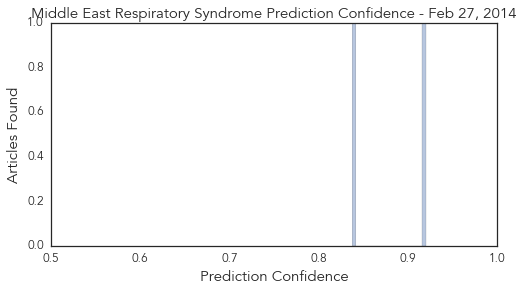 Middle East Respiratory Syndrome Prediction Confidence - Feb 27, 2014
1.0
0.8
0.6
0.4
0.2
0.0
Articles Found
0.5 0.6 0.7 0.8 0.9 1.0
Prediction Confidence